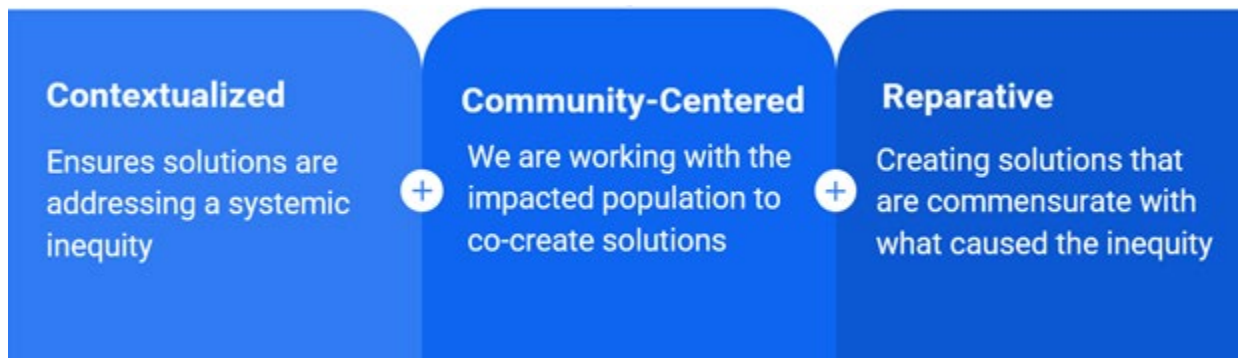 Contextualized
Ensures solutions are
addressing a systemic
inequity
+
Community-Centered
We are working with the
impacted population to
co-create solutions
+
Reparative
Creating solutions that
are commensurate with
what caused the inequity